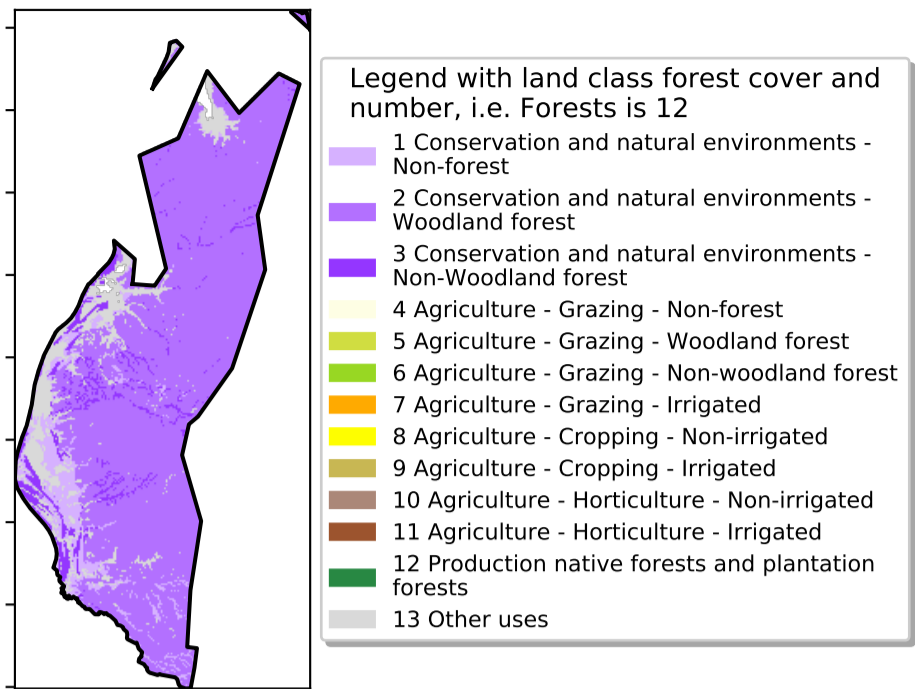 Legend with land class forest cover and
number, i.e. Forests is 12
1 Conservation and natural environments -
Non-forest
2 Conservation and natural environments -
Woodland forest
3 Conservation and natural environments -
Non-Woodland forest
4 Agriculture - Grazing - Non-forest
5 Agriculture - Grazing - Woodland forest
6 Agriculture - Grazing - Non-woodland forest
7 Agriculture - Grazing - Irrigated
8 Agriculture - Cropping - Non-irrigated
9 Agriculture - Cropping - Irrigated
10 Agriculture - Horticulture - Non-irrigated
11 Agriculture - Horticulture - Irrigated
12 Production native forests and plantation
forests
13 Other uses